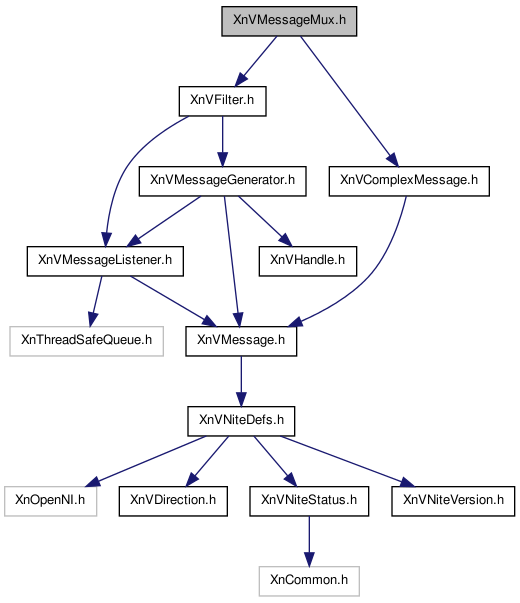 XnVMessageMux.h
XnVFilter.h
XnVMessageGenerator.h
XnVComplexMessage.h
XnVMessageListener.h
XnVHandle.h
XnThreadSafeQueue.h
XnVMessage.h
XnVNiteDefs.h
XnOpenNI.h
XnVDirection.h
XnVNiteStatus.h
XnVNiteVersion.h
XnCommon.h